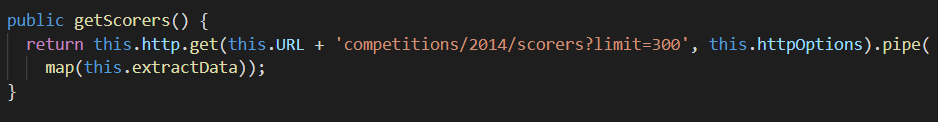 public getScorers() {
return this.http.get(this.URL + 'competitions/2014/scorers?limit=300', this.httpOptions).pipe(
map(this.extractData));
}